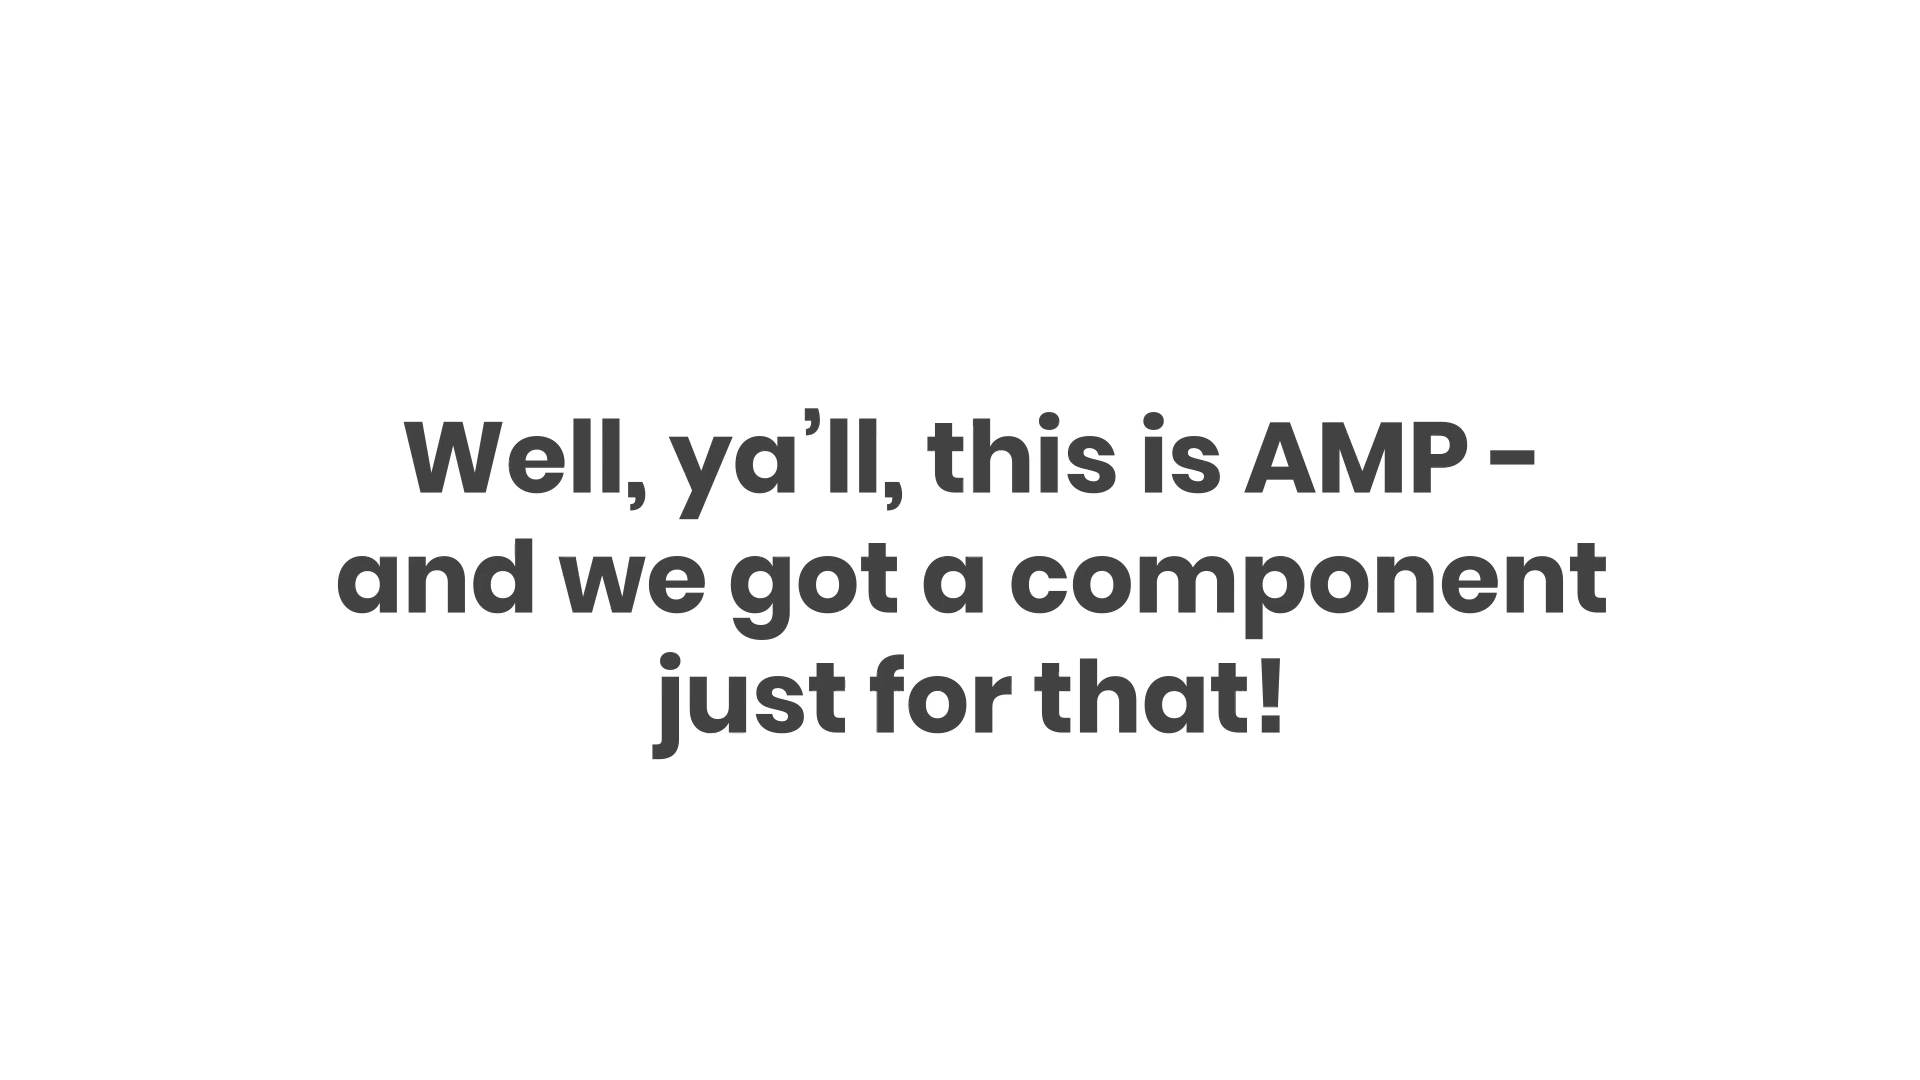 Well, ya’ll, this is AMP -
and we got a component
just for that!